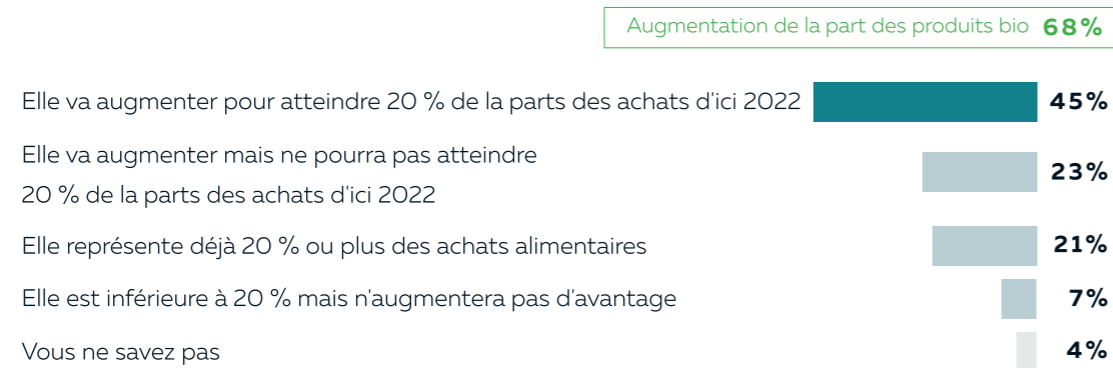 Augmentation de la part des produits bio 68%
Elle va augmenter pour atteindre 20 % de la parts des achats d'ici 2022 45%
Elle va augmenter mais ne pourra pas atteindre
20 % de la parts des achats d'ici 2022 23%
Elle représente déjà 20 % ou plus des achats alimentaires 21%
Elle est inférieure à 20 % mais n'augmentera pas d'avantage 7%
Vous ne savez pas 4%